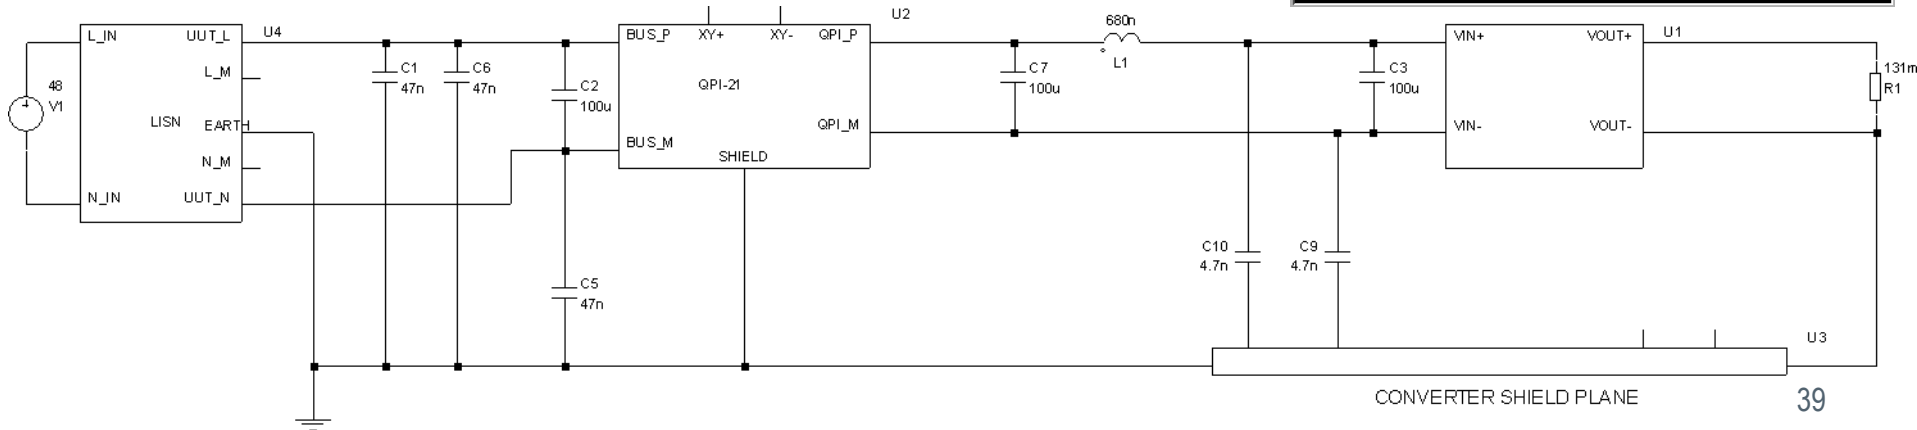 48
V1
L_IN
UUT_L
L_M
LISN
EARTH
N_M
N_IN
UUT_N
U4
C1
47n
C6
47n
C2
100u
C5
47n
BUS_P
XY+
XY-
QPI_P
QPI-21
QPI_M
BUS_M
SHIELD
U2
C7
100u
680n
L1
C10
4.7n
C9
4.7n
C3
100u
VIN+
VOUT+
VIN-
VOUT-
U1
131m
R1
U3
CONVERTER SHIELD PLANE
39